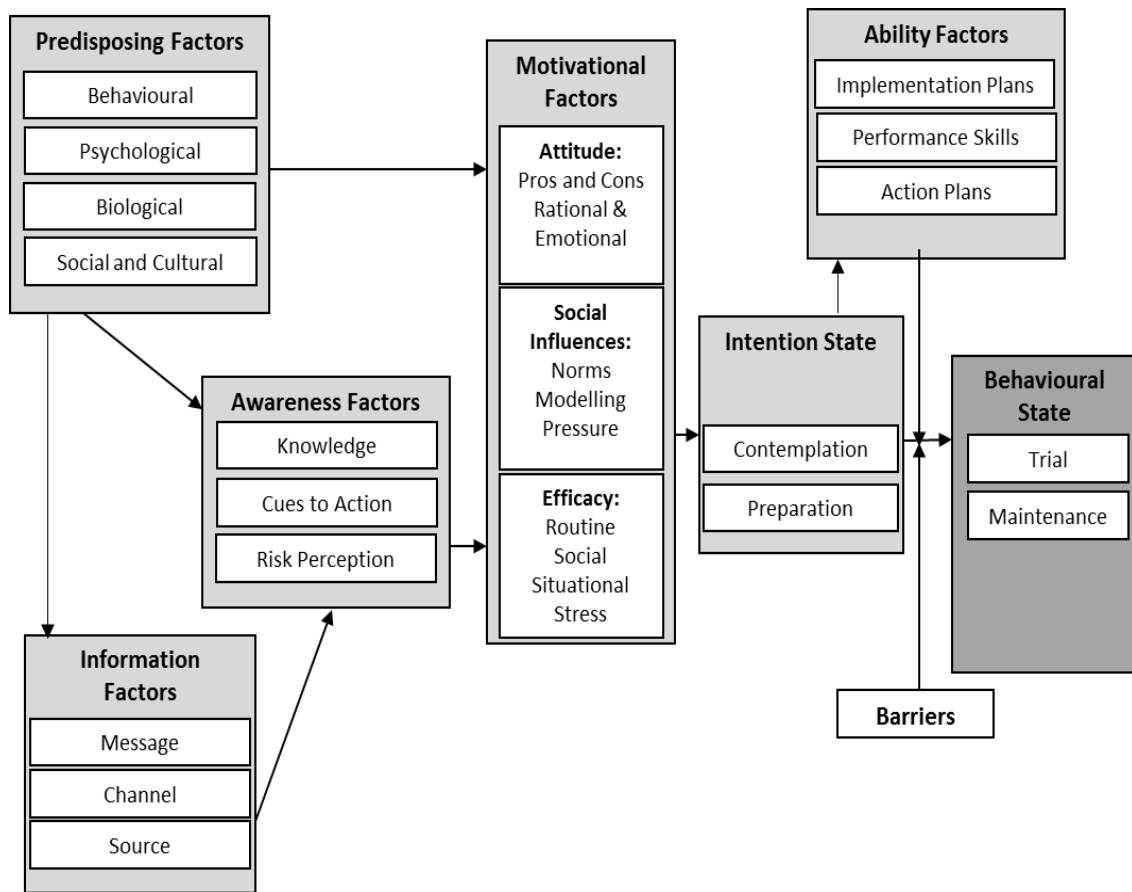 Predisposing Factors
Behavioural
Psychological
Biological
Social and Cultural
Awareness Factors
Knowledge
Cues to Action
Risk Perception
Information
Factors
Message
Channel
Source
Motivational
Factors
Attitude:
Pros and Cons
Rational &
Emotional
Social
Influences:
Norms
Modelling
Pressure
Efficacy:
Routine
Social
Situational
Stress
Intention State
Contemplation
Preparation
Ability Factors
Implementation Plans
Performance Skills
Action Plans
Barriers
Behavioural
State
Trial
Maintenance